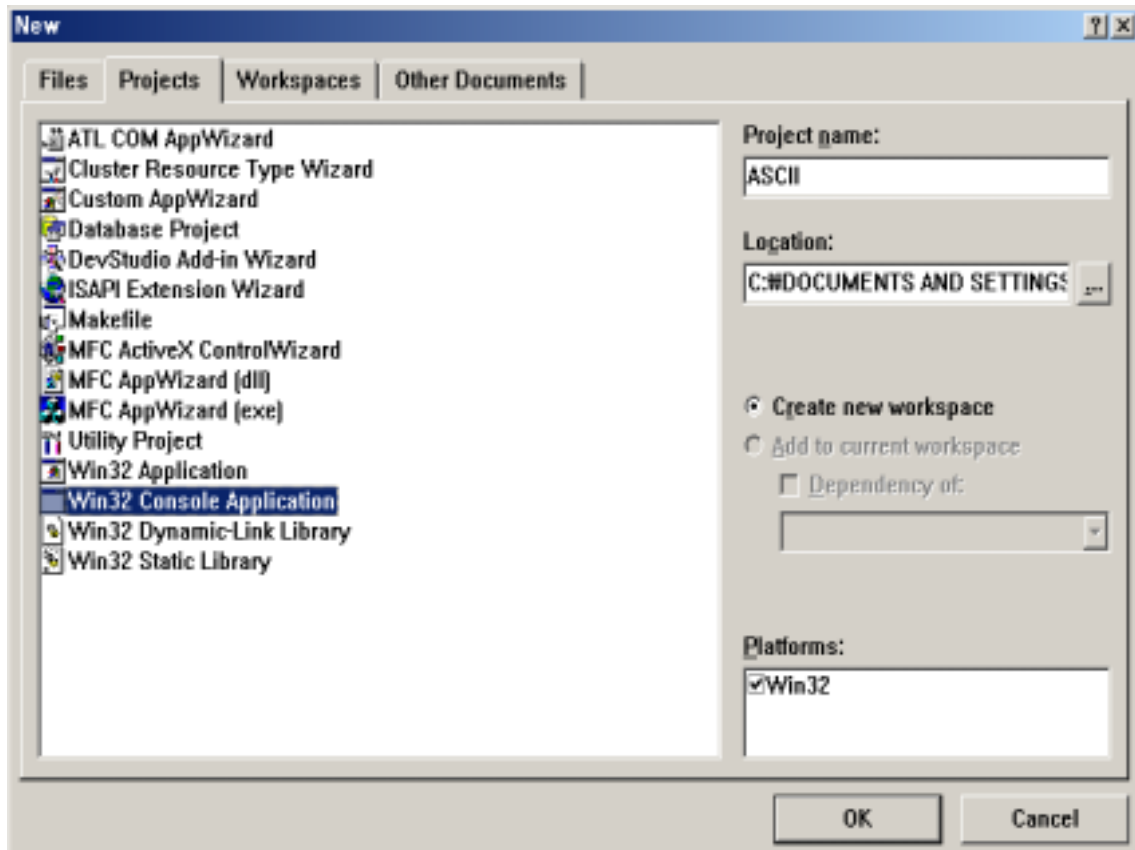 New
Files Projects Workspaces Other Documents
ATL COM AppWizard
Cluster Resource Type Wizard
Custom AppWizard
Database Project
DevStudio Add-in Wizard
ISAPI Extension Wizard
Makefile
MFC ActiveX ControlWizard
MFC AppWizard (dll)
MFC AppWizard (exe)
Utility Project
Win32 Application
Win32 Console Application
Win32 Dynamic-Link Library
Win32 Static Library
Project name:
ASCII
Location:
C:₩DOCUMENTS AND SETTINGS
...
Create new workspace
Add to current workspace
Dependency of:
Platforms:
Win32
OK Cancel